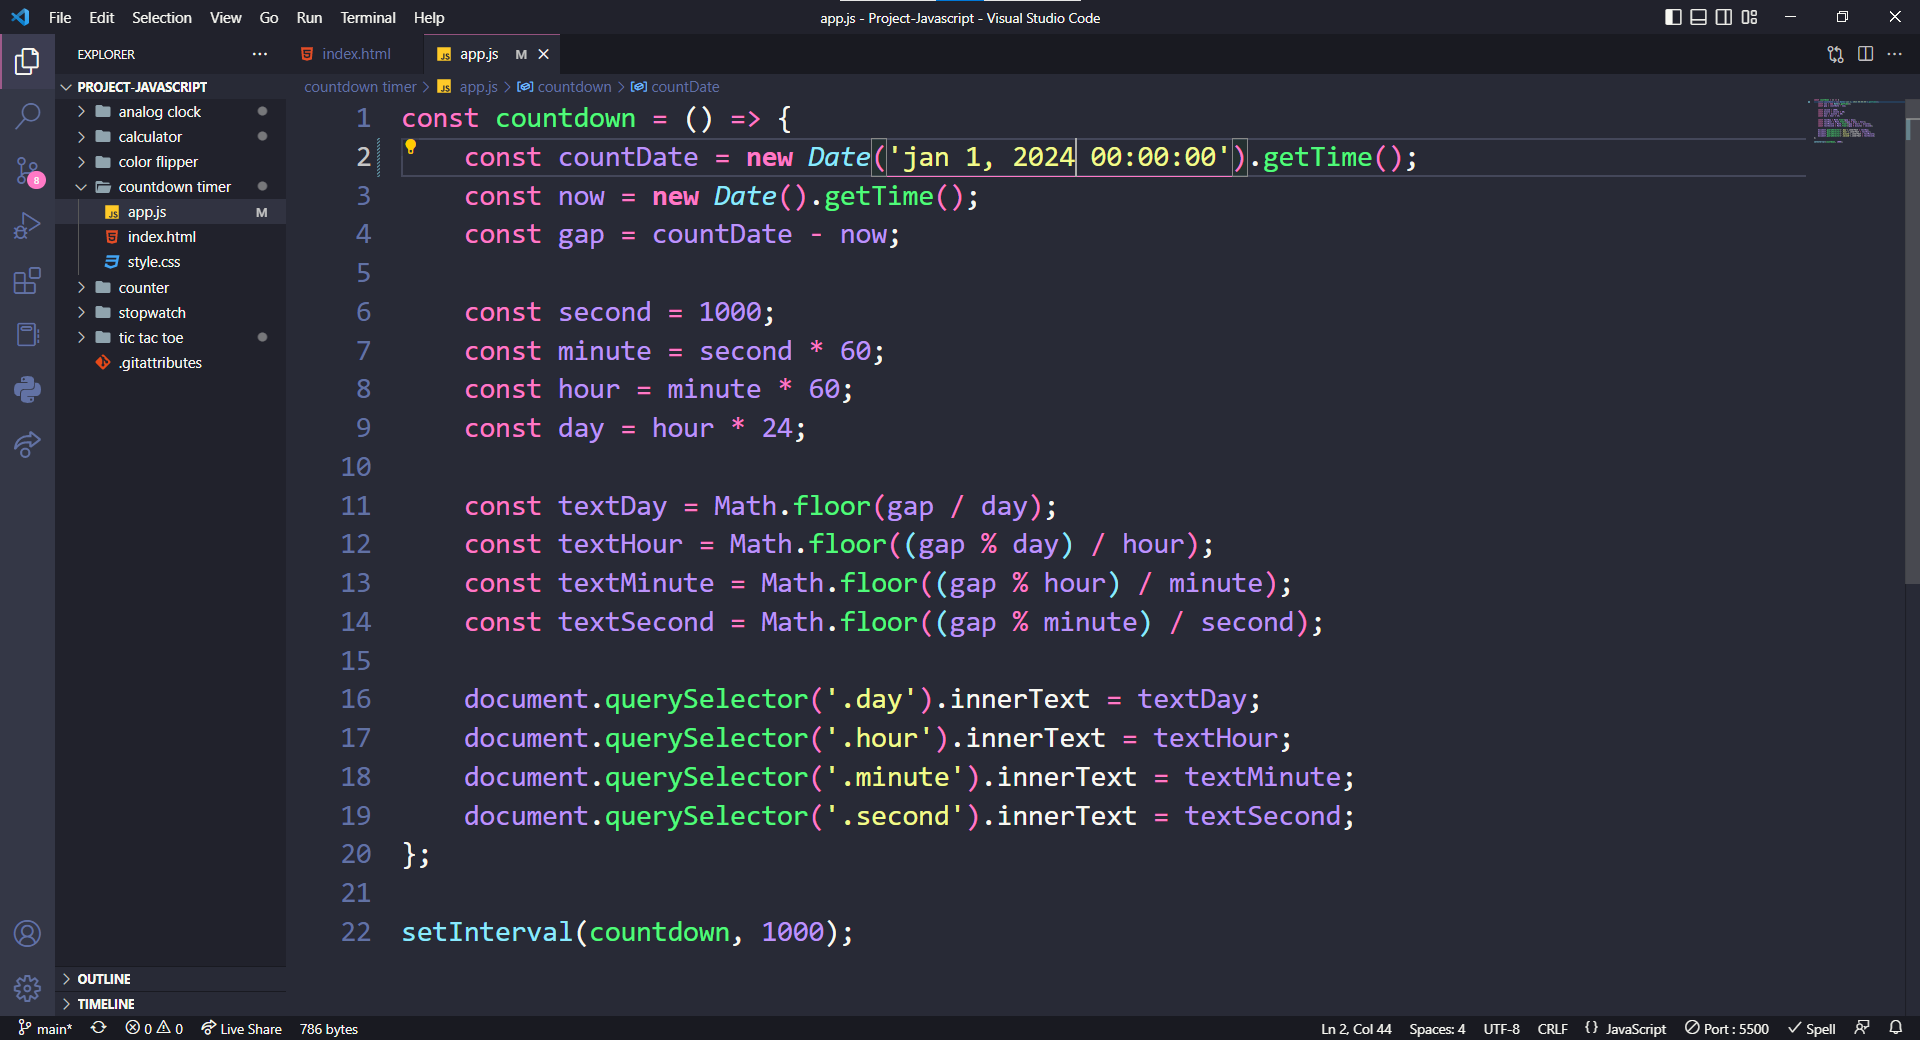 File Edit Selection View Go Run Terminal Help
app.js - Project-Javascript - Visual Studio Code
EXPLORER
PROJECT-JAVASCRIPT
analog clock
calculator
color flipper
countdown timer
app.js M
index.html
style.css
counter
stopwatch
tic tac toe
.gitattributes
OUTLINE
TIMELINE
8
index.html
JS app.js M
countdown timer > JS app.js > countdown > countDate
1 const countdown = () => {
2     const countDate = new Date('jan 1, 2024 00:00:00').getTime();
3     const now = new Date().getTime();
4     const gap = countDate - now;
5
6     const second = 1000;
7     const minute = second * 60;
8     const hour = minute * 60;
9     const day = hour * 24;
10
11     const textDay = Math.floor(gap / day);
12     const textHour = Math.floor((gap % day) / hour);
13     const textMinute = Math.floor((gap % hour) / minute);
14     const textSecond = Math.floor((gap % minute) / second);
15
16     document.querySelector('.day').innerText = textDay;
17     document.querySelector('.hour').innerText = textHour;
18     document.querySelector('.minute').innerText = textMinute;
19     document.querySelector('.second').innerText = textSecond;
20 };
21
22 setInterval(countdown, 1000);
main* 0 0 Live Share 786 bytes
Ln 2, Col 44 Spaces: 4 UTF-8 CRLF {} JavaScript Port : 5500 Spell